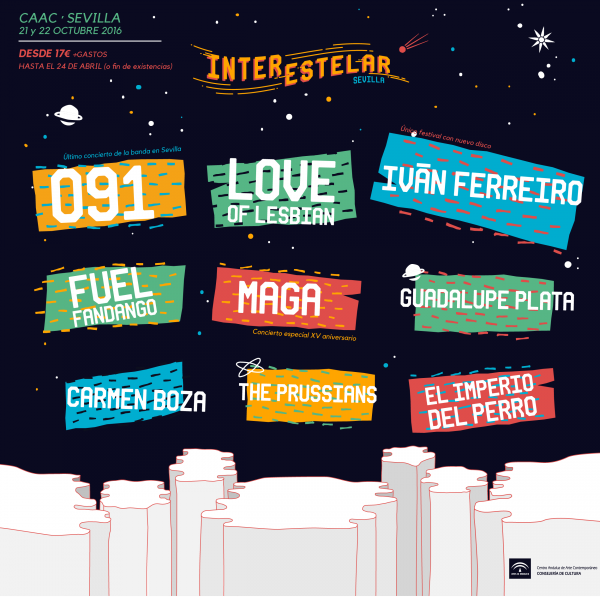 CAAC · SEVILLA
21 y 22 OCTUBRE 2016
DESDE 17€ +GASTOS
HASTA EL 24 DE ABRIL (o fin de existencias)
INTERESTELAR
SEVILLA
Último concierto de la banda en Sevilla
091
LOVE
OF LESBIAN
Único festival con nuevo disco
IVÁN FERREIRO
FUEL
FANDANGO
MAGA
Concierto especial XV aniversario
GUADALUPE PLATA
CARMEN BOZA
THE PRUSSIANS
EL IMPERIO
DEL PERRO
Centro Andaluz de Arte Contemporáneo
CONSEJERÍA DE CULTURA